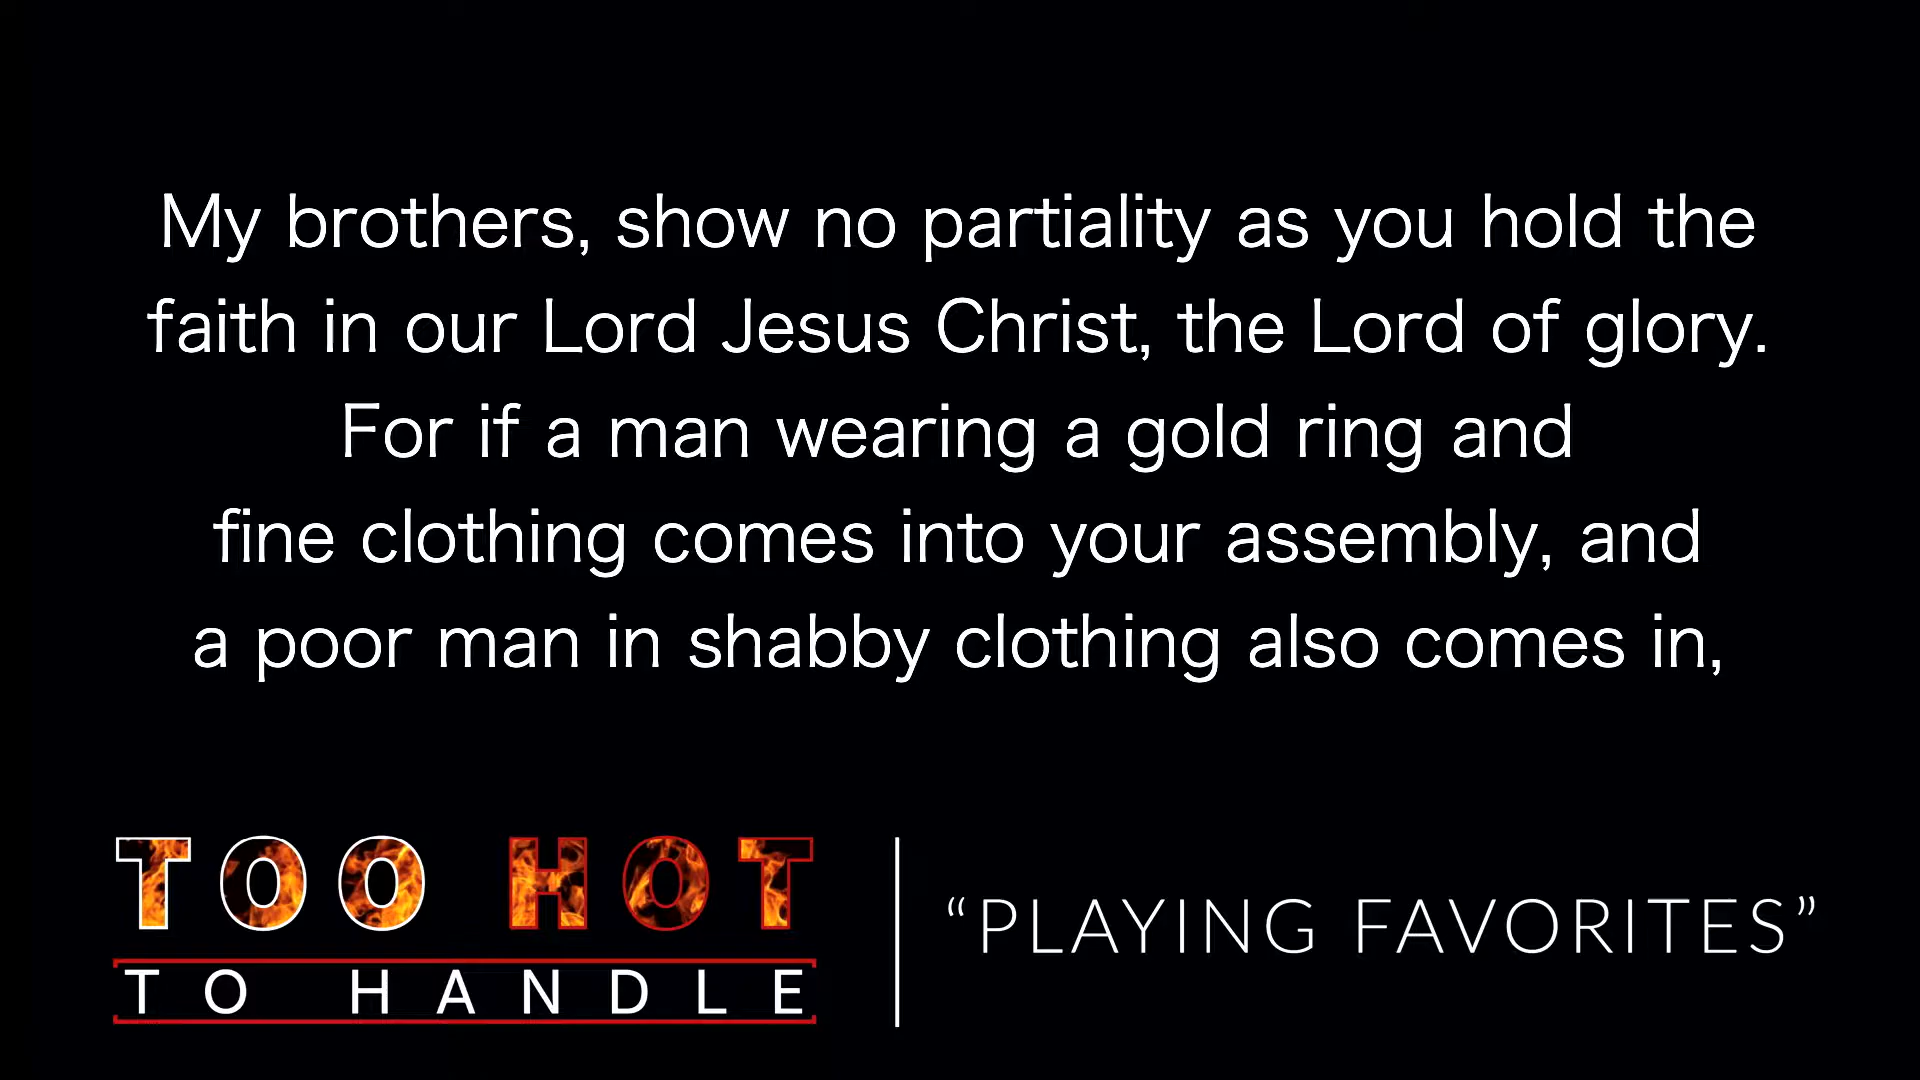 My brothers, show no partiality as you hold the
faith in our Lord Jesus Christ, the Lord of glory.
For if a man wearing a gold ring and
fine clothing comes into your assembly, and
a poor man in shabby clothing also comes in,
TOO HOT
TO HANDLE
“PLAYING FAVORITES”